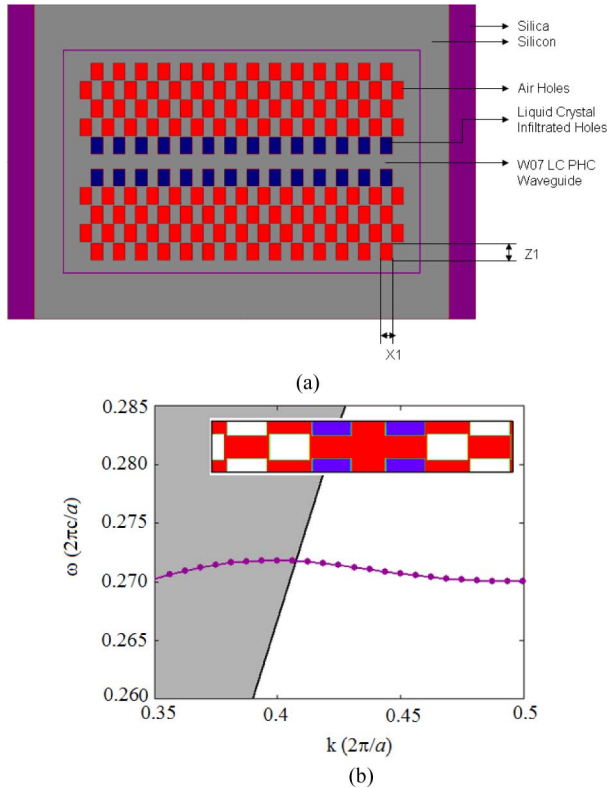 Silica
Silicon
Air Holes
Liquid Crystal
Infiltrated Holes
W07 LC PHC
Waveguide
Z1
X1
(a)
0.285
0.280
0.275
0.270
0.265
0.260
ω (2πc/a)
0.35
0.4
0.45
0.5
k (2π/a)
(b)